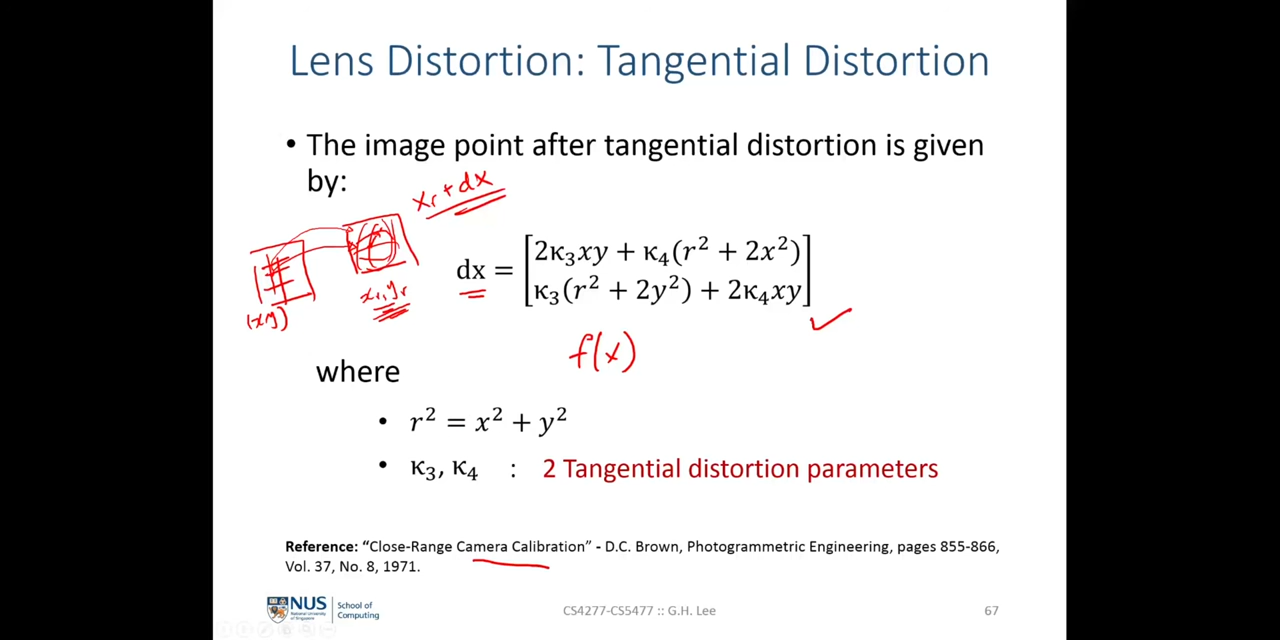 Lens Distortion: Tangential Distortion
• The image point after tangential distortion is given
by:
xr + dx
dx = [2κ₃xy + κ₄(r² + 2x²)
κ₃(r² + 2y²) + 2κ₄xy]
xr, yr
(x y)
f(x)
where
• r² = x² + y²
• κ₃, κ₄ : 2 Tangential distortion parameters
Reference: “Close-Range Camera Calibration” - D.C. Brown, Photogrammetric Engineering, pages 855-866,
Vol. 37, No. 8, 1971.
NUS National University of Singapore School of Computing
CS4277-CS5477 :: G.H. Lee
67